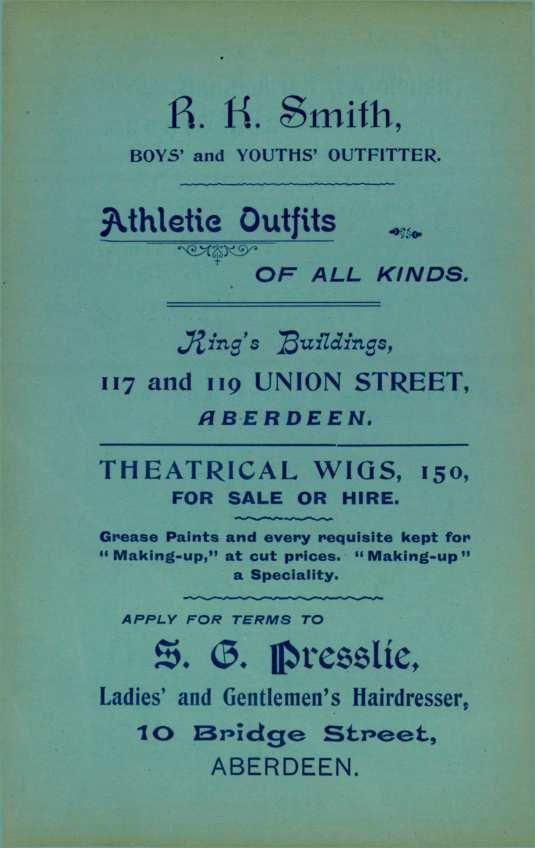 R. K. Smith,
BOYS' and YOUTHS' OUTFITTER.
Athletic Outfits
OF ALL KINDS.
King's Buildings,
117 and 119 UNION STREET,
ABERDEEN.
THEATRICAL WIGS, 150,
FOR SALE OR HIRE.
Grease Paints and every requisite kept for
"Making-up," at cut prices. "Making-up"
a Speciality.
APPLY FOR TERMS TO
S. G. Presslie,
Ladies' and Gentlemen's Hairdresser,
10 Bridge Street,
ABERDEEN.